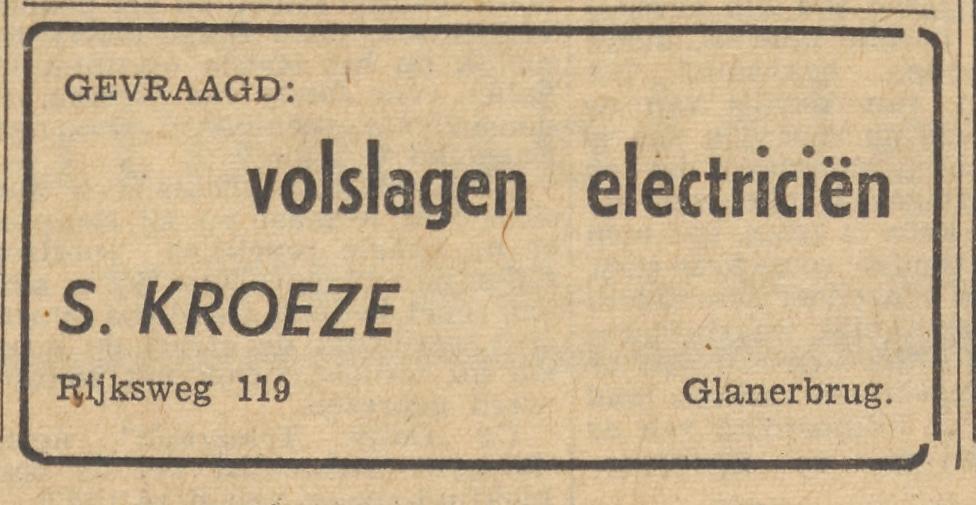 GEVRAAGD:
volslagen electriciën
S. KROEZE
Rijksweg 119 Glanerbrug.